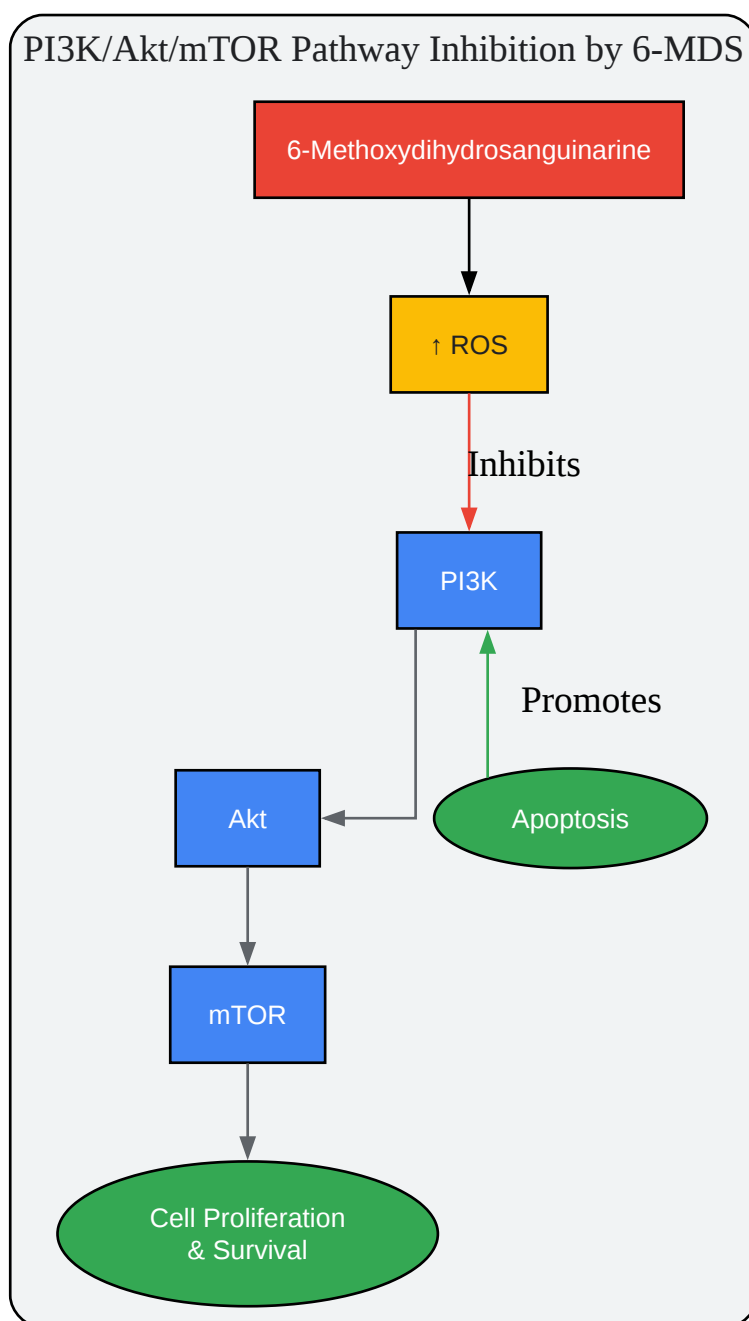 PI3K/Akt/mTOR Pathway Inhibition by 6-MDS
6-Methoxydihydrosanguinarine
↑ ROS
Inhibits
PI3K
Promotes
Akt
Apoptosis
mTOR
Cell Proliferation
& Survival